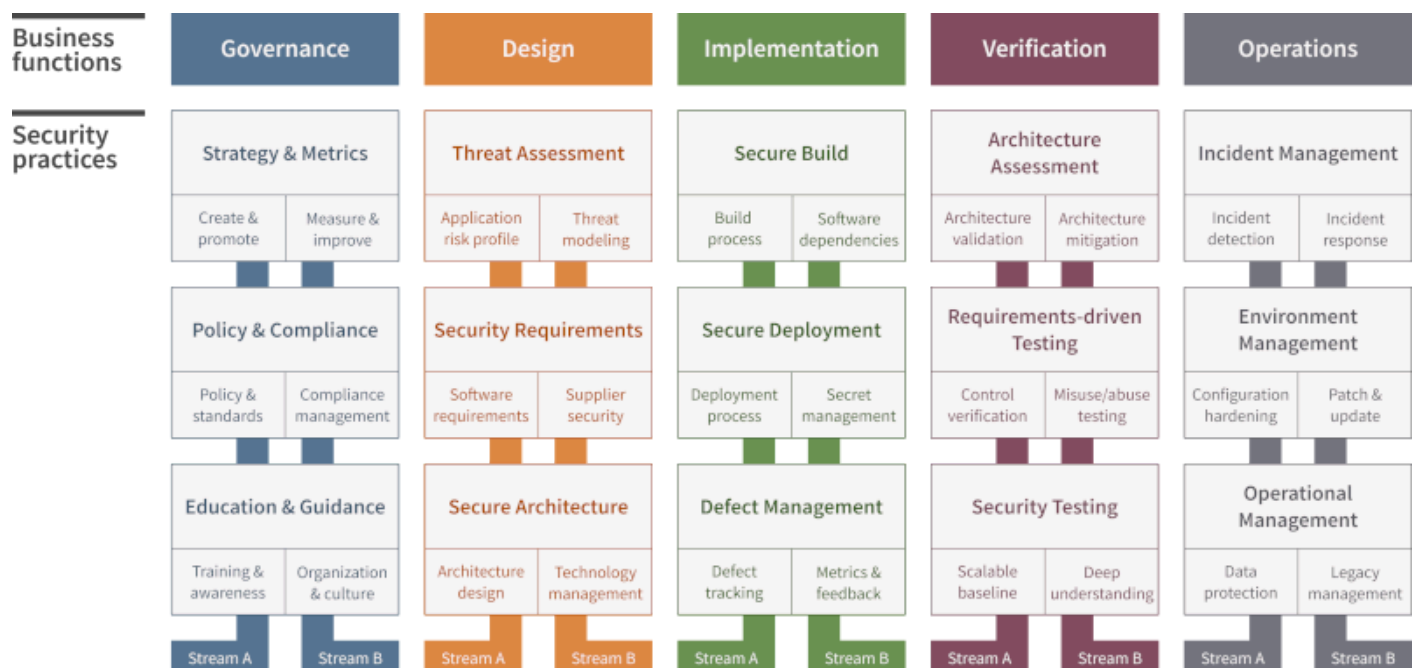 Business
functions
Governance
Design
Implementation
Verification
Operations
Security
practices
Strategy & Metrics
Create &
promote
Measure &
improve
Threat Assessment
Application
risk profile
Threat
modeling
Secure Build
Build
process
Software
dependencies
Architecture
Assessment
Architecture
validation
Architecture
mitigation
Incident Management
Incident
detection
Incident
response
Policy & Compliance
Policy &
standards
Compliance
management
Security Requirements
Software
requirements
Supplier
security
Secure Deployment
Deployment
process
Secret
management
Requirements-driven
Testing
Control
verification
Misuse/abuse
testing
Environment
Management
Configuration
hardening
Patch &
update
Education & Guidance
Training &
awareness
Organization
& culture
Secure Architecture
Architecture
design
Technology
management
Defect Management
Defect
tracking
Metrics &
feedback
Security Testing
Scalable
baseline
Deep
understanding
Operational
Management
Data
protection
Legacy
management
Stream A
Stream B
Stream A
Stream B
Stream A
Stream B
Stream A
Stream B
Stream A
Stream B